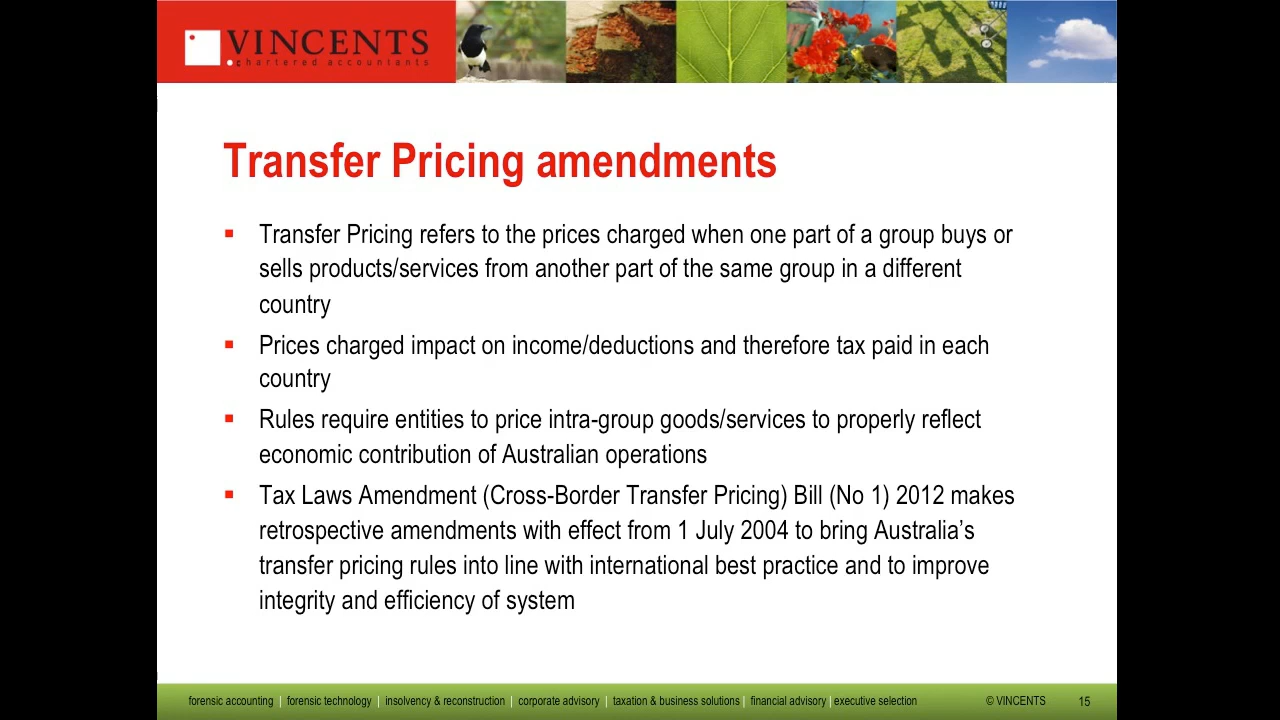 VINCENTS
chartered accountants
Transfer Pricing amendments
▪ Transfer Pricing refers to the prices charged when one part of a group buys or
sells products/services from another part of the same group in a different
country
▪ Prices charged impact on income/deductions and therefore tax paid in each
country
▪ Rules require entities to price intra-group goods/services to properly reflect
economic contribution of Australian operations
▪ Tax Laws Amendment (Cross-Border Transfer Pricing) Bill (No 1) 2012 makes
retrospective amendments with effect from 1 July 2004 to bring Australia’s
transfer pricing rules into line with international best practice and to improve
integrity and efficiency of system
forensic accounting | forensic technology | insolvency & reconstruction | corporate advisory | taxation & business solutions | financial advisory | executive selection © VINCENTS 15